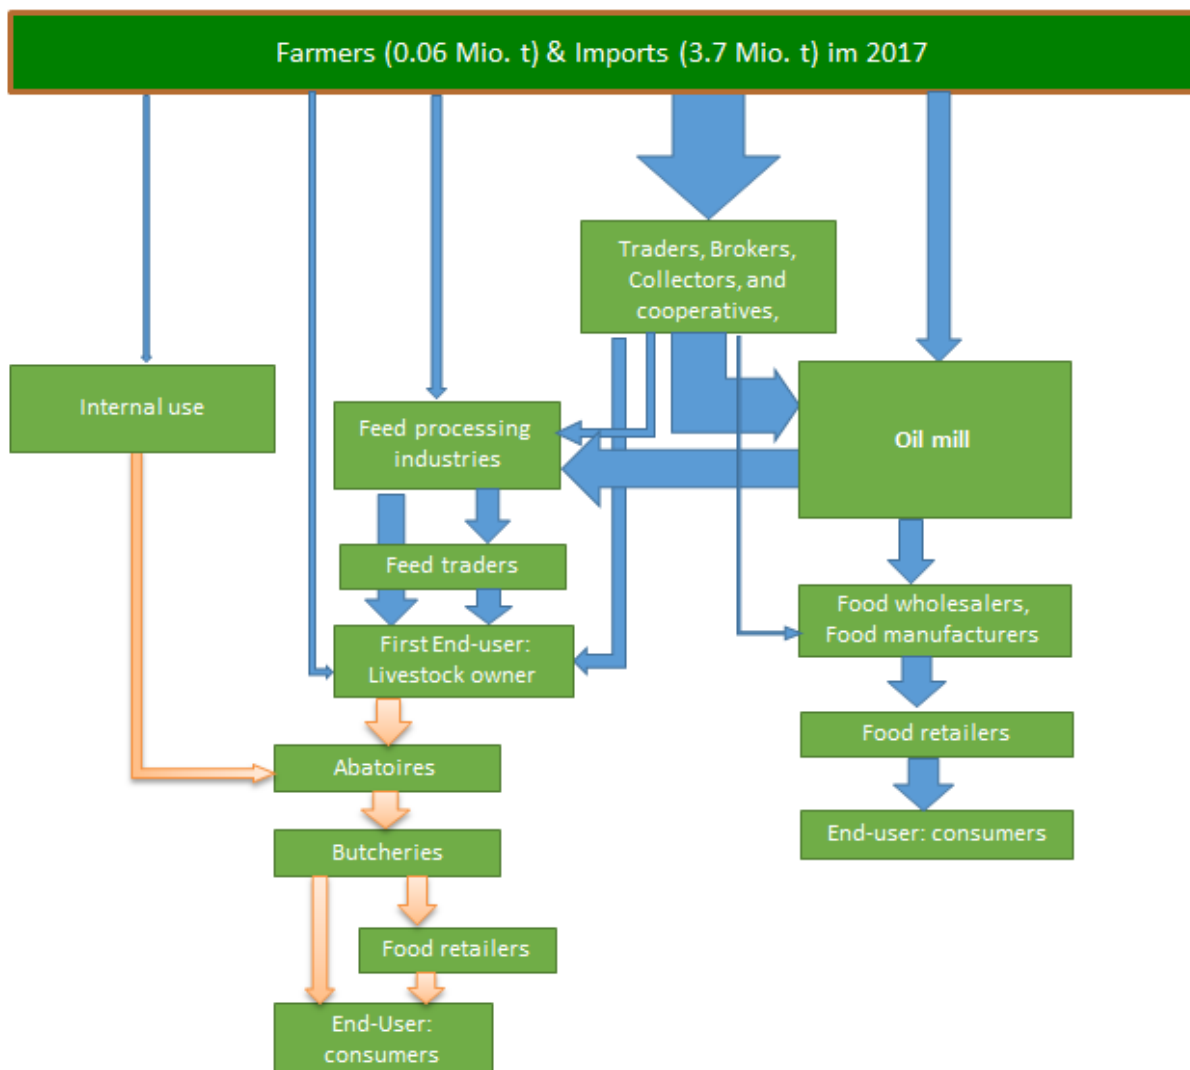 Farmers (0.06 Mio. t) & Imports (3.7 Mio. t) im 2017
Traders, Brokers,
Collectors, and
cooperatives,
Internal use
Feed processing
industries
Oil mill
Feed traders
Food wholesalers,
Food manufacturers
First End-user:
Livestock owner
Food retailers
Abatoires
End-user: consumers
Butcheries
Food retailers
End-User:
consumers